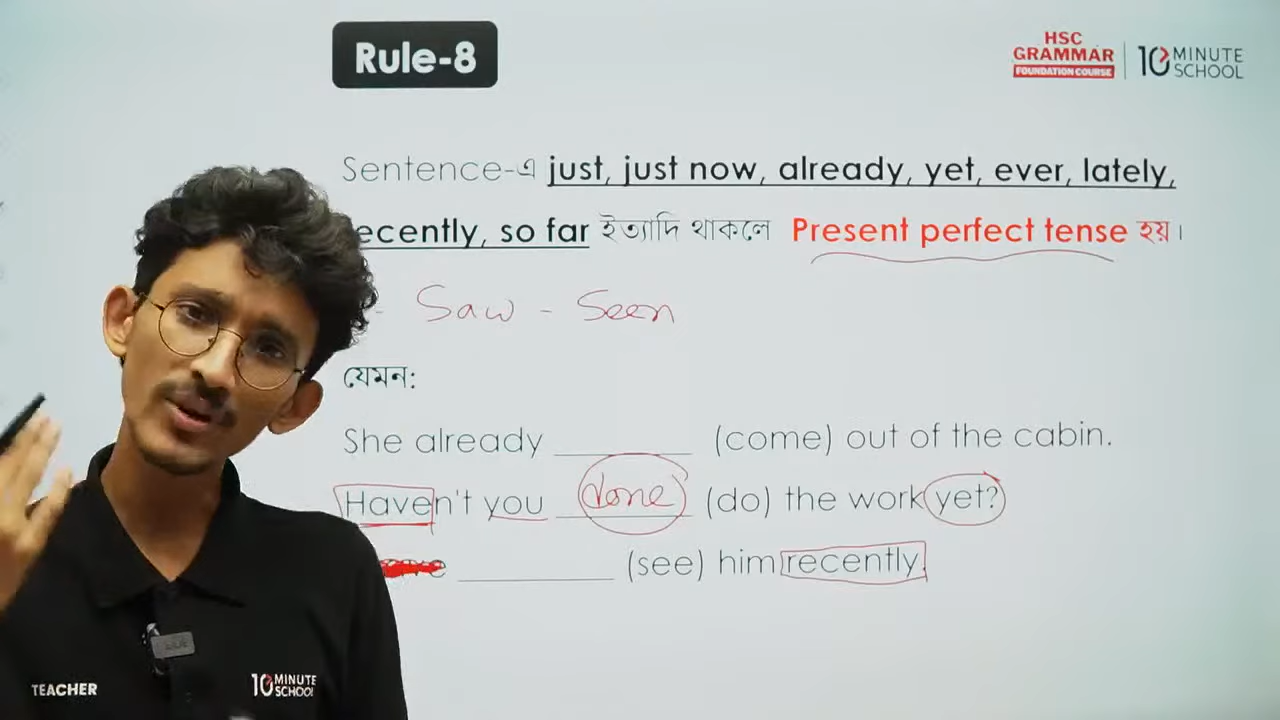 Rule-8
HSC
GRAMMAR
FOUNDATION COURSE
10 MINUTE
SCHOOL
Sentence-এ just, just now, already, yet, ever, lately,
ecently, so far ইত্যাদি থাকলে Present perfect tense হয়।
- Saw - Seen
যেমন:
She already ________ (come) out of the cabin.
Haven't you done (do) the work yet?
________ (see) him recently.
TEACHER
10 MINUTE
SCHOOL